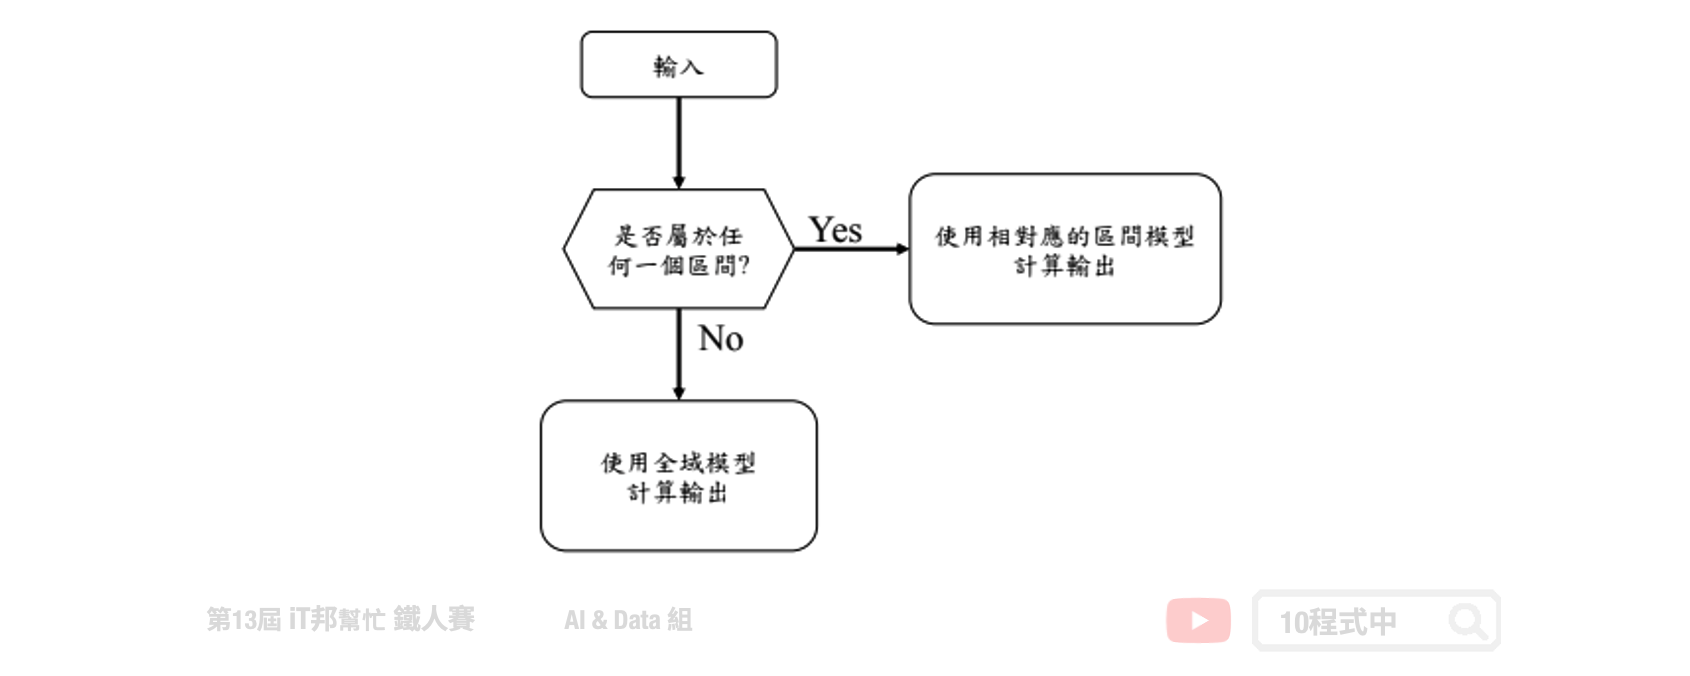 輸入
是否屬於任
何一個區間?
Yes
使用相對應的區間模型
計算輸出
No
使用全域模型
計算輸出
第13屆 iT邦幫忙 鐵人賽
AI & Data 組
10程式中